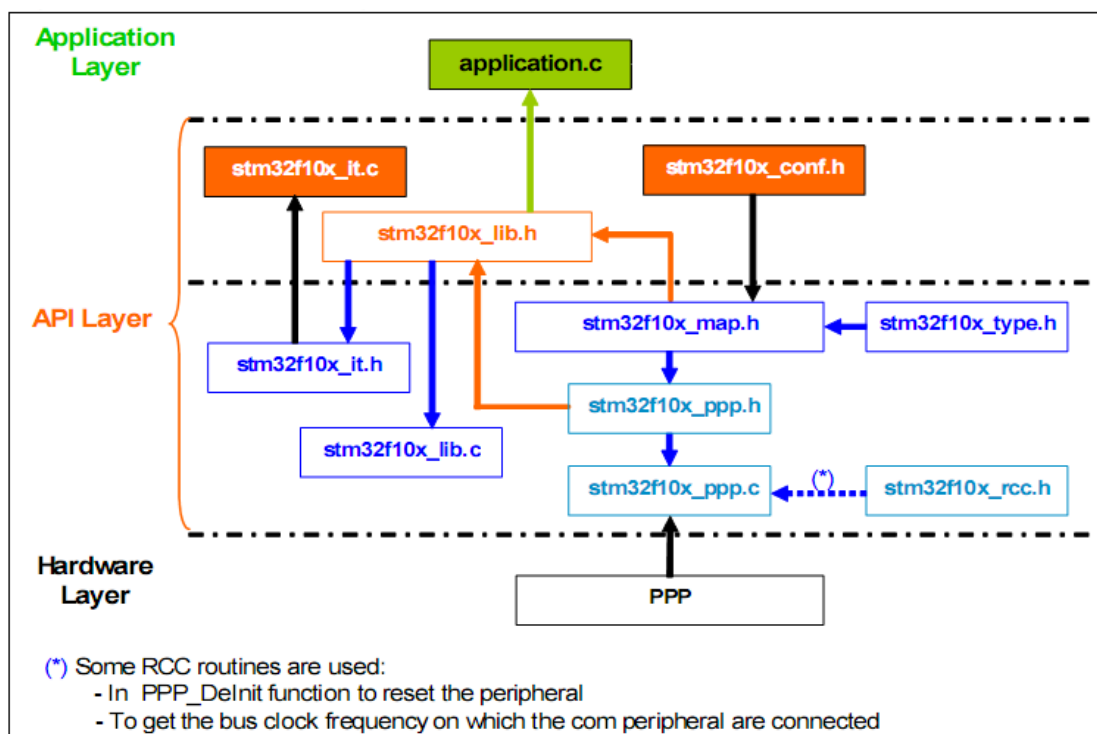 Application
Layer
application.c
stm32f10x_it.c
stm32f10x_conf.h
stm32f10x_lib.h
API Layer
stm32f10x_map.h
stm32f10x_type.h
stm32f10x_it.h
stm32f10x_ppp.h
stm32f10x_lib.c
stm32f10x_ppp.c
(*)
stm32f10x_rcc.h
Hardware
Layer
PPP
(*) Some RCC routines are used:
- In PPP_DeInit function to reset the peripheral
- To get the bus clock frequency on which the com peripheral are connected